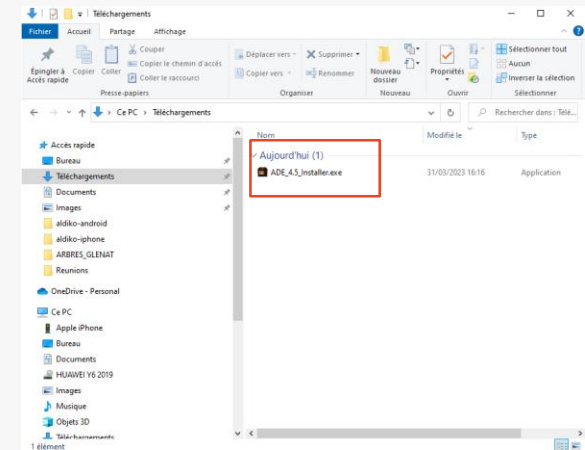 Téléchargements
Fichier Accueil Partage Affichage
Épingler à Accès rapide
Copier
Coller
Couper
Copier le chemin d'accès
Coller le raccourci
Presse-papiers
Déplacer vers
Copier vers
Supprimer
Renommer
Organiser
Nouveau dossier
Nouveau
Propriétés
Ouvrir
Sélectionner tout
Aucun
Inverser la sélection
Sélectionner
Ce PC > Téléchargements
Rechercher dans : Télé...
Nom Modifié le Type
Aujourd'hui (1)
ADE_4.5_Installer.exe 31/03/2023 16:16 Application
Accès rapide
Bureau
Téléchargements
Documents
Images
aldiko-android
aldiko-iphone
ARBRES_GLENAT
Reunions
OneDrive - Personal
Ce PC
Apple iPhone
Bureau
Documents
HUAWEI Y6 2019
Images
Musique
Objets 3D
Téléchargements
1 élément